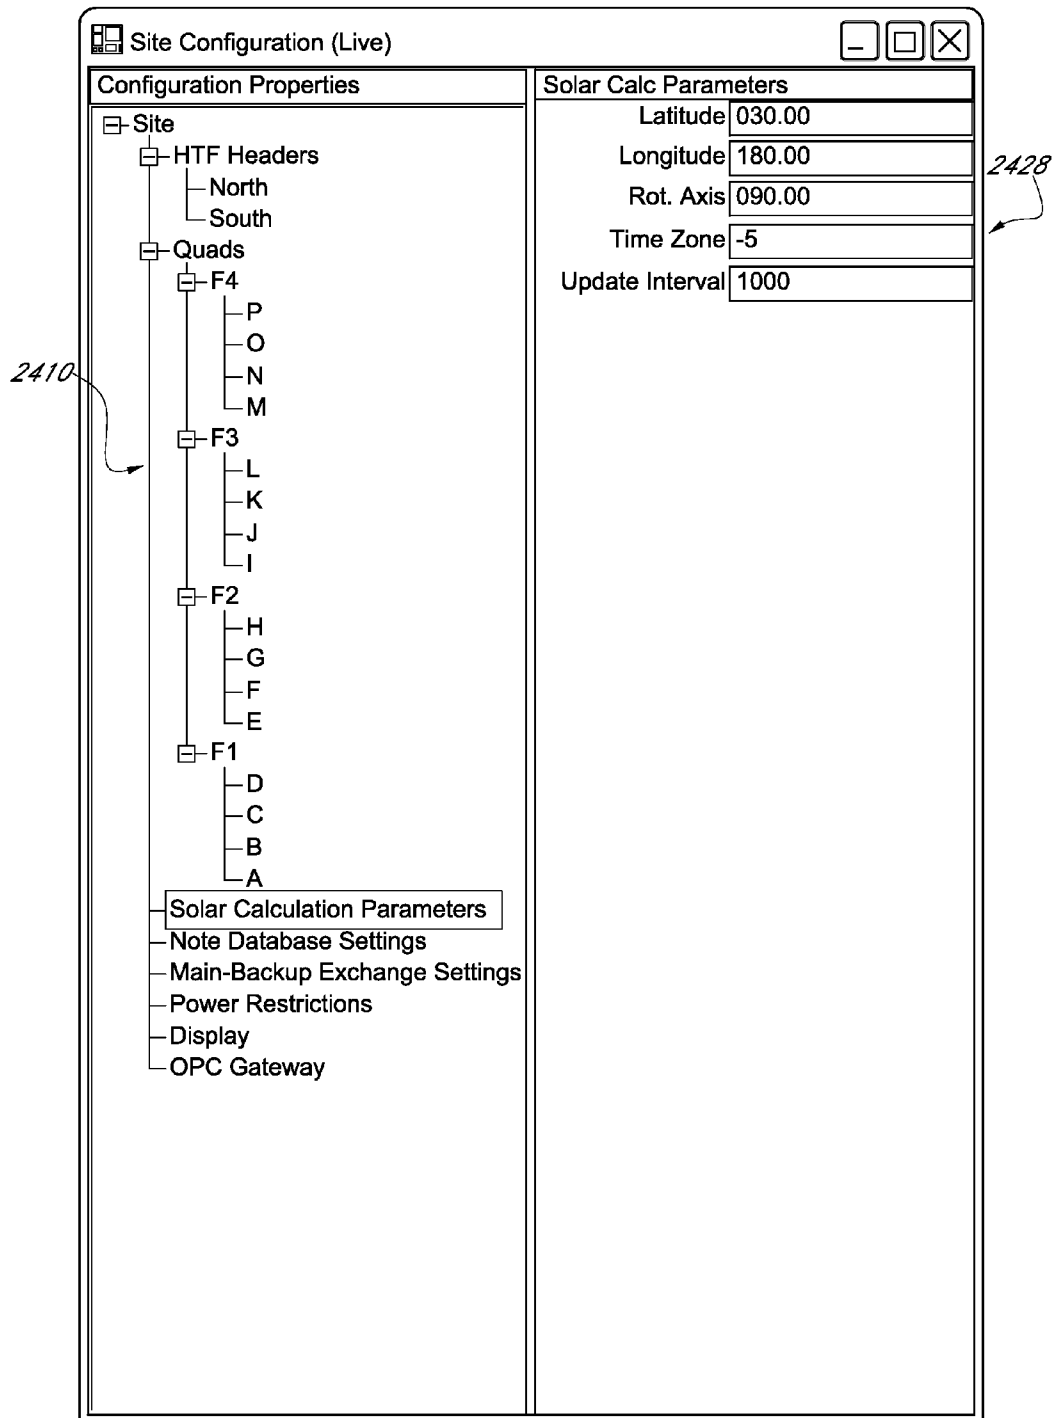 Site Configuration (Live)
Configuration Properties
Site
HTF Headers
North
South
Quads
F4
P
O
N
M
F3
L
K
J
I
F2
H
G
F
E
F1
D
C
B
A
Solar Calculation Parameters
Note Database Settings
Main-Backup Exchange Settings
Power Restrictions
Display
OPC Gateway
2410
Solar Calc Parameters
Latitude 030.00
Longitude 180.00
Rot. Axis 090.00
Time Zone -5
Update Interval 1000
2428